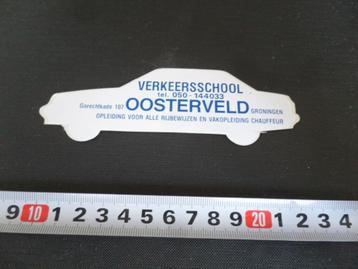 VERKEERSSCHOOL
tel. 050-144033
Gorechtkade 107 OOSTERVELD GRONINGEN
OPLEIDING VOOR ALLE RIJBEWIJZEN EN VAKOPLEIDING CHAUFFEUR
9 10 1 2 3 4 5 6 7 8 9 20 1 2 3 4